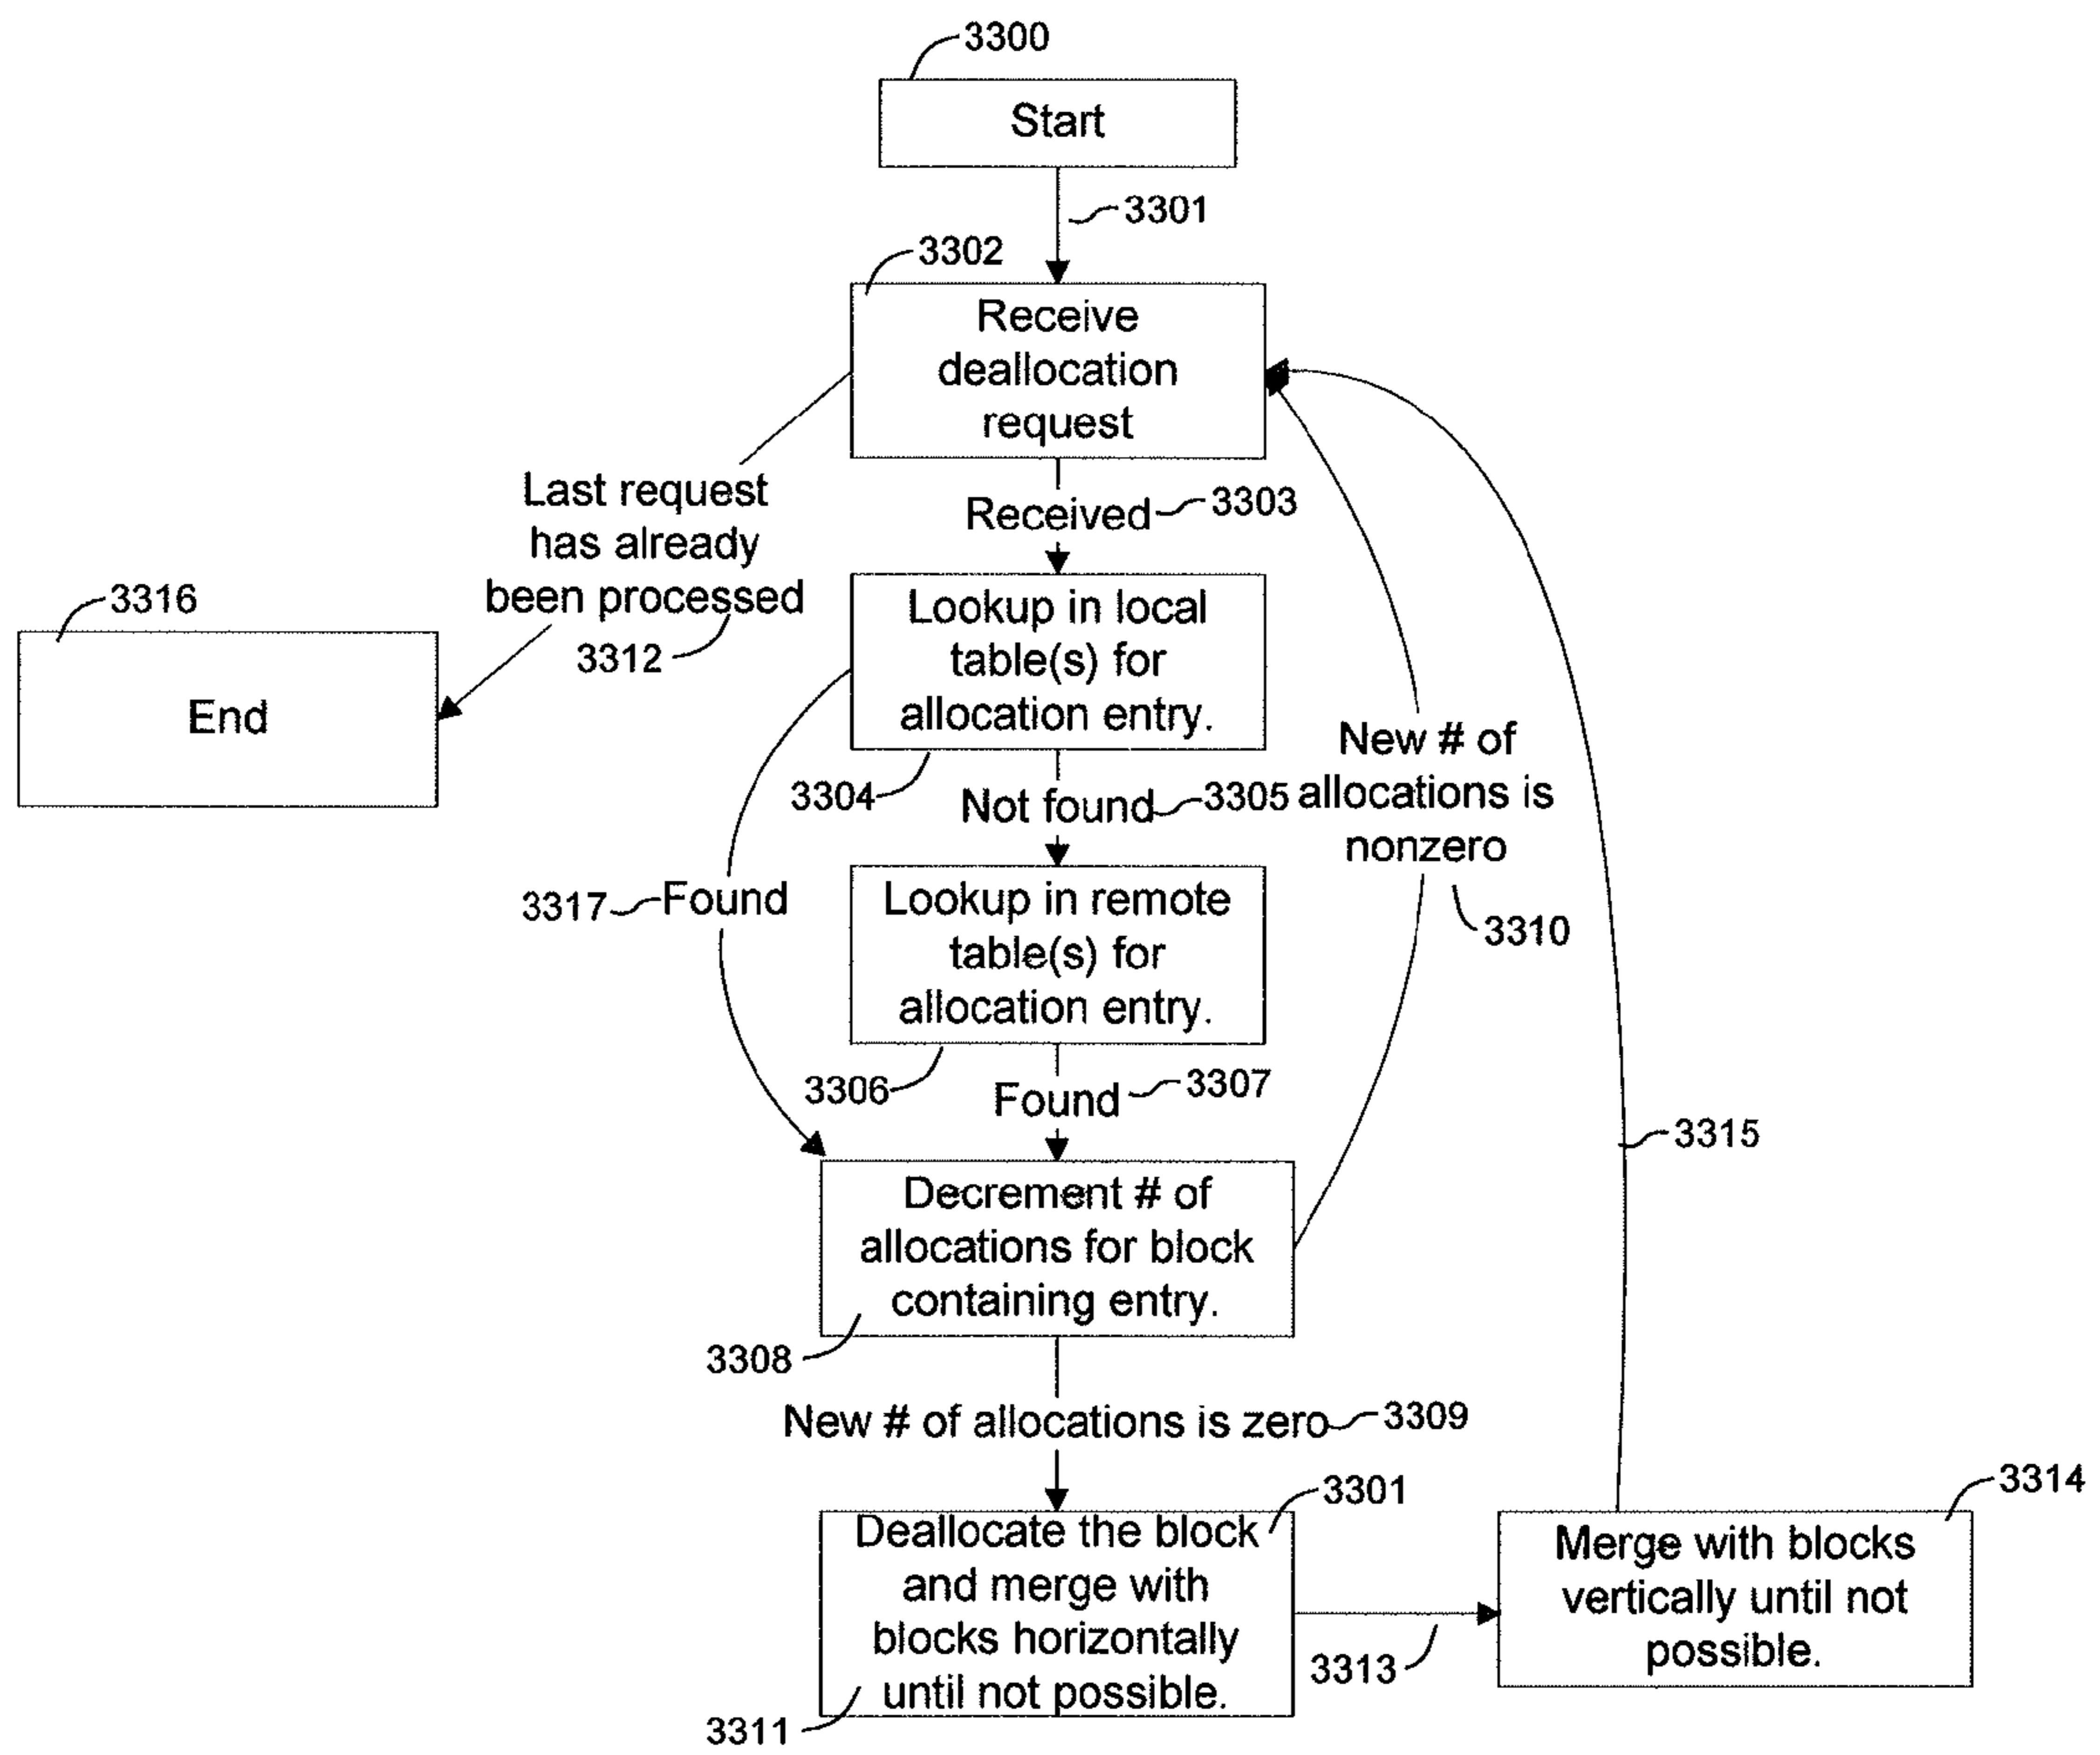 3300
Start
3301
3302
Receive
deallocation
request
Last request
has already
been processed
3312
Received
3303
3316
End
Lookup in local
table(s) for
allocation entry.
3304
Not found
3305
New # of
allocations is
nonzero
3310
3317
Found
Lookup in remote
table(s) for
allocation entry.
3306
Found
3307
3315
Decrement # of
allocations for block
containing entry.
3308
New # of allocations is zero
3309
3301
Deallocate the block
and merge with
blocks horizontally
until not possible.
3311
3313
3314
Merge with blocks
vertically until not
possible.